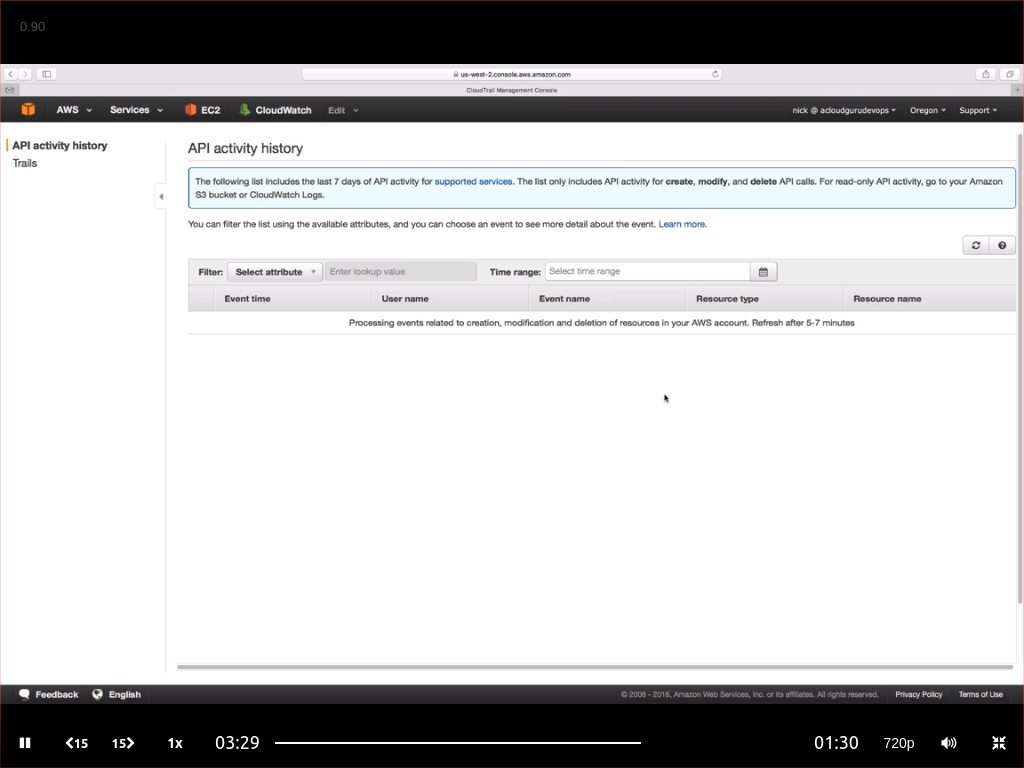 0.90
us-west-2.console.aws.amazon.com
CloudTrail Management Console
AWS Services EC2 CloudWatch Edit nick @ acloudgurudevops Oregon Support
API activity history
Trails
API activity history
The following list includes the last 7 days of API activity for supported services. The list only includes API activity for create, modify, and delete API calls. For read-only API activity, go to your Amazon
S3 bucket or CloudWatch Logs.
You can filter the list using the available attributes, and you can choose an event to see more detail about the event. Learn more.
Filter: Select attribute Enter lookup value Time range: Select time range
Event time User name Event name Resource type Resource name
Processing events related to creation, modification and deletion of resources in your AWS account. Refresh after 5-7 minutes
Feedback English © 2008 - 2016, Amazon Web Services, Inc. or its affiliates. All rights reserved. Privacy Policy Terms of Use
15 15 1x 03:29 01:30 720p